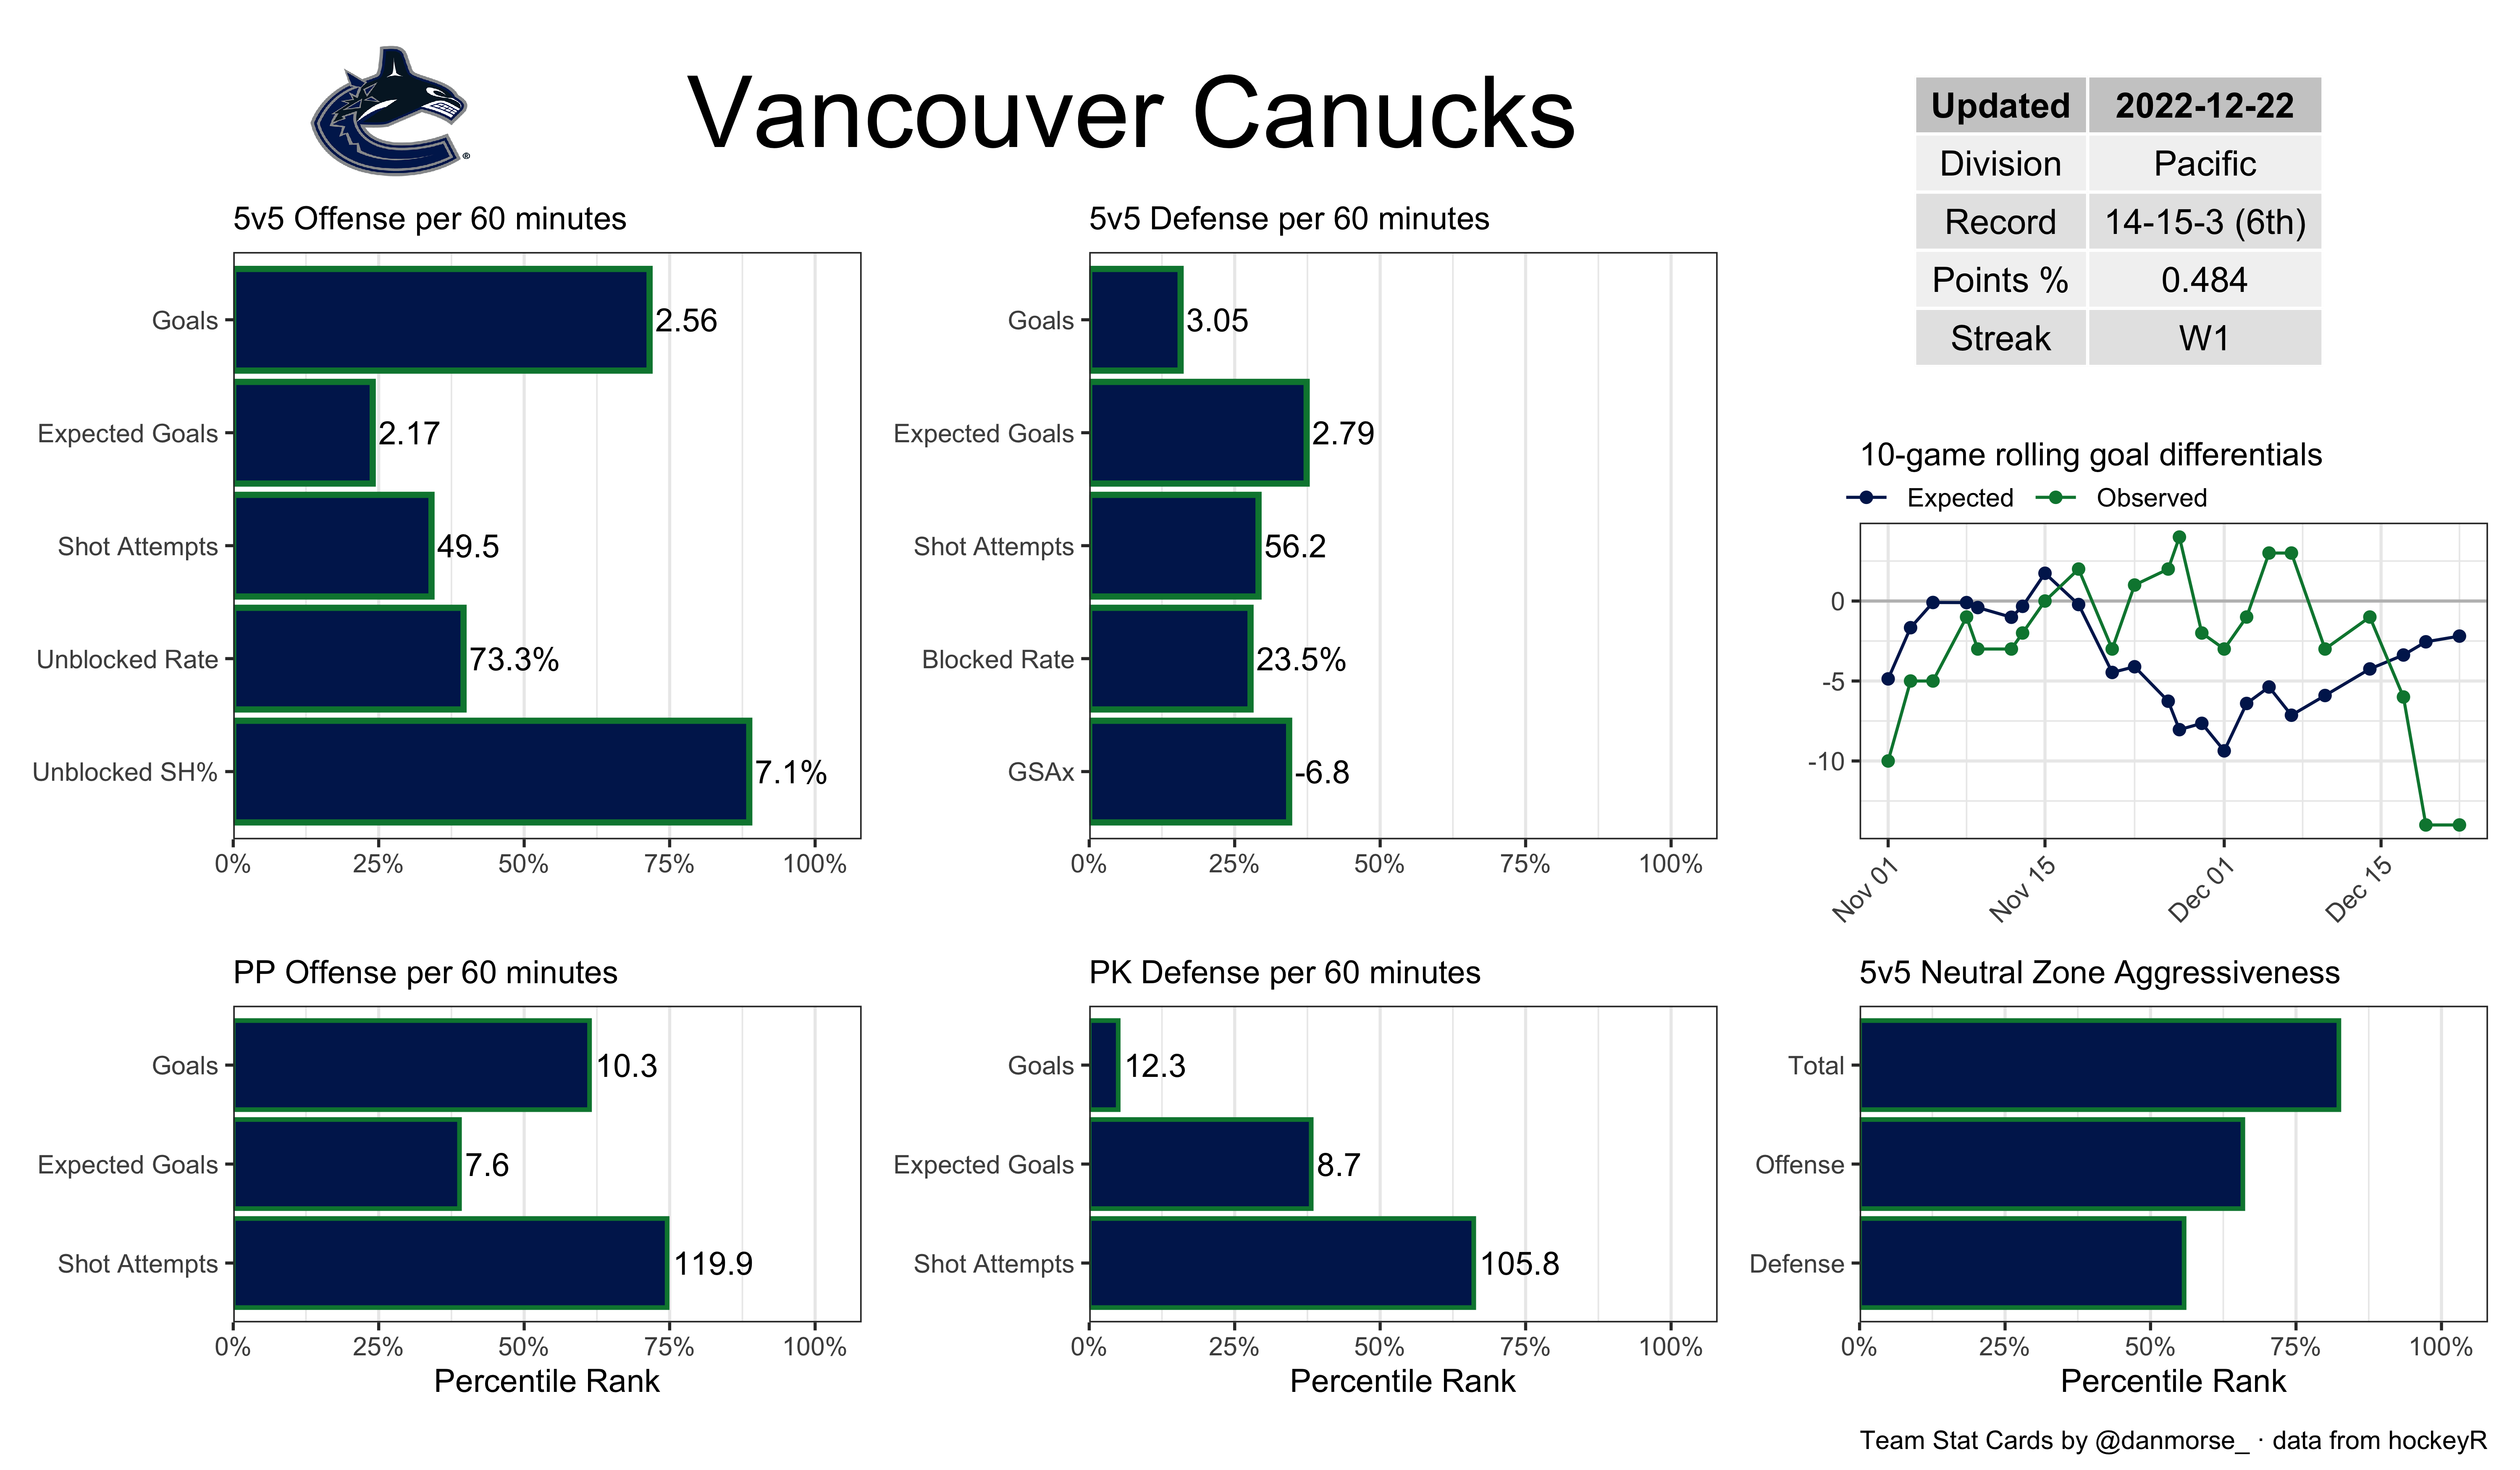 Vancouver Canucks
Updated 2022-12-22
Division Pacific
Record 14-15-3 (6th)
Points % 0.484
Streak W1
5v5 Offense per 60 minutes
Goals 2.56
Expected Goals 2.17
Shot Attempts 49.5
Unblocked Rate 73.3%
Unblocked SH% 7.1%
0% 25% 50% 75% 100%
5v5 Defense per 60 minutes
Goals 3.05
Expected Goals 2.79
Shot Attempts 56.2
Blocked Rate 23.5%
GSAx -6.8
0% 25% 50% 75% 100%
10-game rolling goal differentials
Expected Observed
0
-5
-10
Nov 01 Nov 15 Dec 01 Dec 15
PP Offense per 60 minutes
Goals 10.3
Expected Goals 7.6
Shot Attempts 119.9
0% 25% 50% 75% 100%
Percentile Rank
PK Defense per 60 minutes
Goals 12.3
Expected Goals 8.7
Shot Attempts 105.8
0% 25% 50% 75% 100%
Percentile Rank
5v5 Neutral Zone Aggressiveness
Total
Offense
Defense
0% 25% 50% 75% 100%
Percentile Rank
Team Stat Cards by @danmorse_ · data from hockeyR